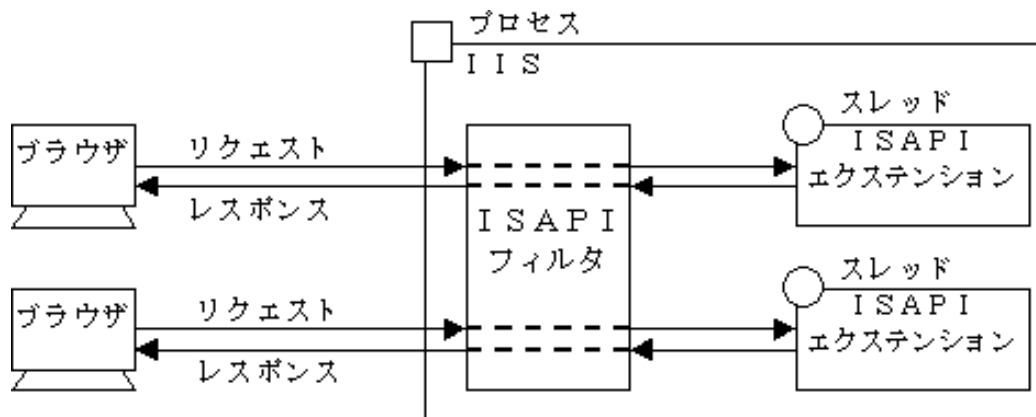 プロセス
ＩＩＳ
ブラウザ
リクエスト
レスポンス
ＩＳＡＰＩ
フィルタ
スレッド
ＩＳＡＰＩ
ェクステンション
ブラウザ
リクエスト
レスポンス
スレッド
ＩＳＡＰＩ
ェクステンション